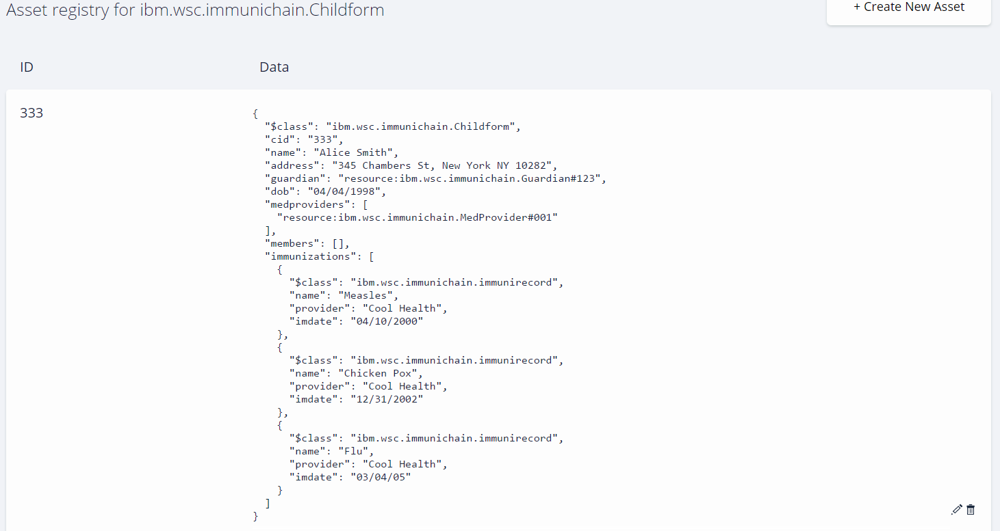 Asset registry for ibm.wsc.immunichain.Childform
+ Create New Asset
ID Data
333
{
"$class": "ibm.wsc.immunichain.Childform",
"cid": "333",
"name": "Alice Smith",
"address": "345 Chambers St, New York NY 10282",
"guardian": "resource:ibm.wsc.immunichain.Guardian#123",
"dob": "04/04/1998",
"medproviders": [
"resource:ibm.wsc.immunichain.MedProvider#001"
],
"members": [],
"immunizations": [
{
"$class": "ibm.wsc.immunichain.immunirecord",
"name": "Measles",
"provider": "Cool Health",
"imdate": "04/10/2000"
},
{
"$class": "ibm.wsc.immunichain.immunirecord",
"name": "Chicken Pox",
"provider": "Cool Health",
"imdate": "12/31/2002"
},
{
"$class": "ibm.wsc.immunichain.immunirecord",
"name": "Flu",
"provider": "Cool Health",
"imdate": "03/04/05"
}
]
}